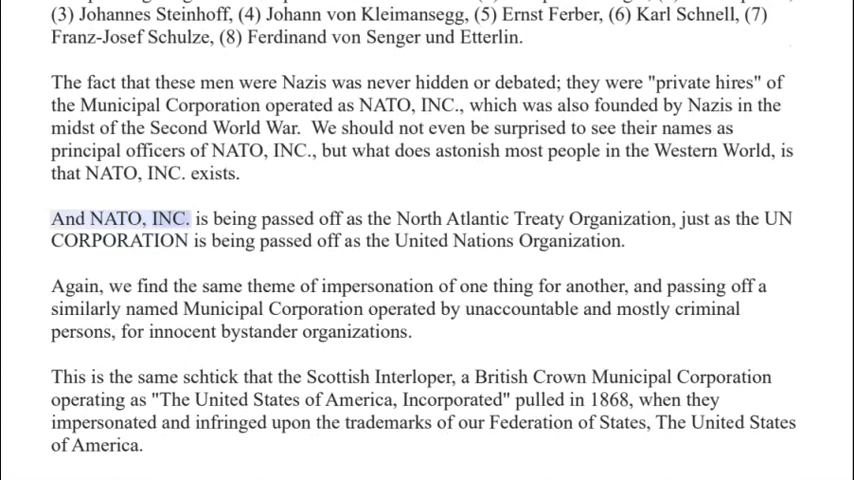 (3) Johannes Steinhoff, (4) Johann von Kleimansegg, (5) Ernst Ferber, (6) Karl Schnell, (7)
Franz-Josef Schulze, (8) Ferdinand von Senger und Etterlin.
The fact that these men were Nazis was never hidden or debated; they were "private hires" of
the Municipal Corporation operated as NATO, INC., which was also founded by Nazis in the
midst of the Second World War.  We should not even be surprised to see their names as
principal officers of NATO, INC., but what does astonish most people in the Western World, is
that NATO, INC. exists.
And NATO, INC. is being passed off as the North Atlantic Treaty Organization, just as the UN
CORPORATION is being passed off as the United Nations Organization.
Again, we find the same theme of impersonation of one thing for another, and passing off a
similarly named Municipal Corporation operated by unaccountable and mostly criminal
persons, for innocent bystander organizations.
This is the same schtick that the Scottish Interloper, a British Crown Municipal Corporation
operating as "The United States of America, Incorporated" pulled in 1868, when they
impersonated and infringed upon the trademarks of our Federation of States, The United States
of America.